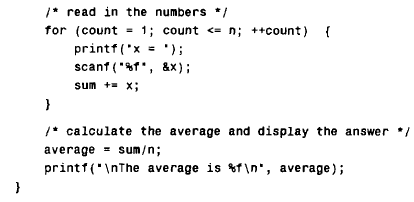 /* read in the numbers */
for (count = 1; count <= n; ++count) {
printf("x = ");
scanf("%f", &x);
sum += x;
}
/* calculate the average and display the answer */
average = sum/n;
printf("\nThe average is %f\n", average);
}